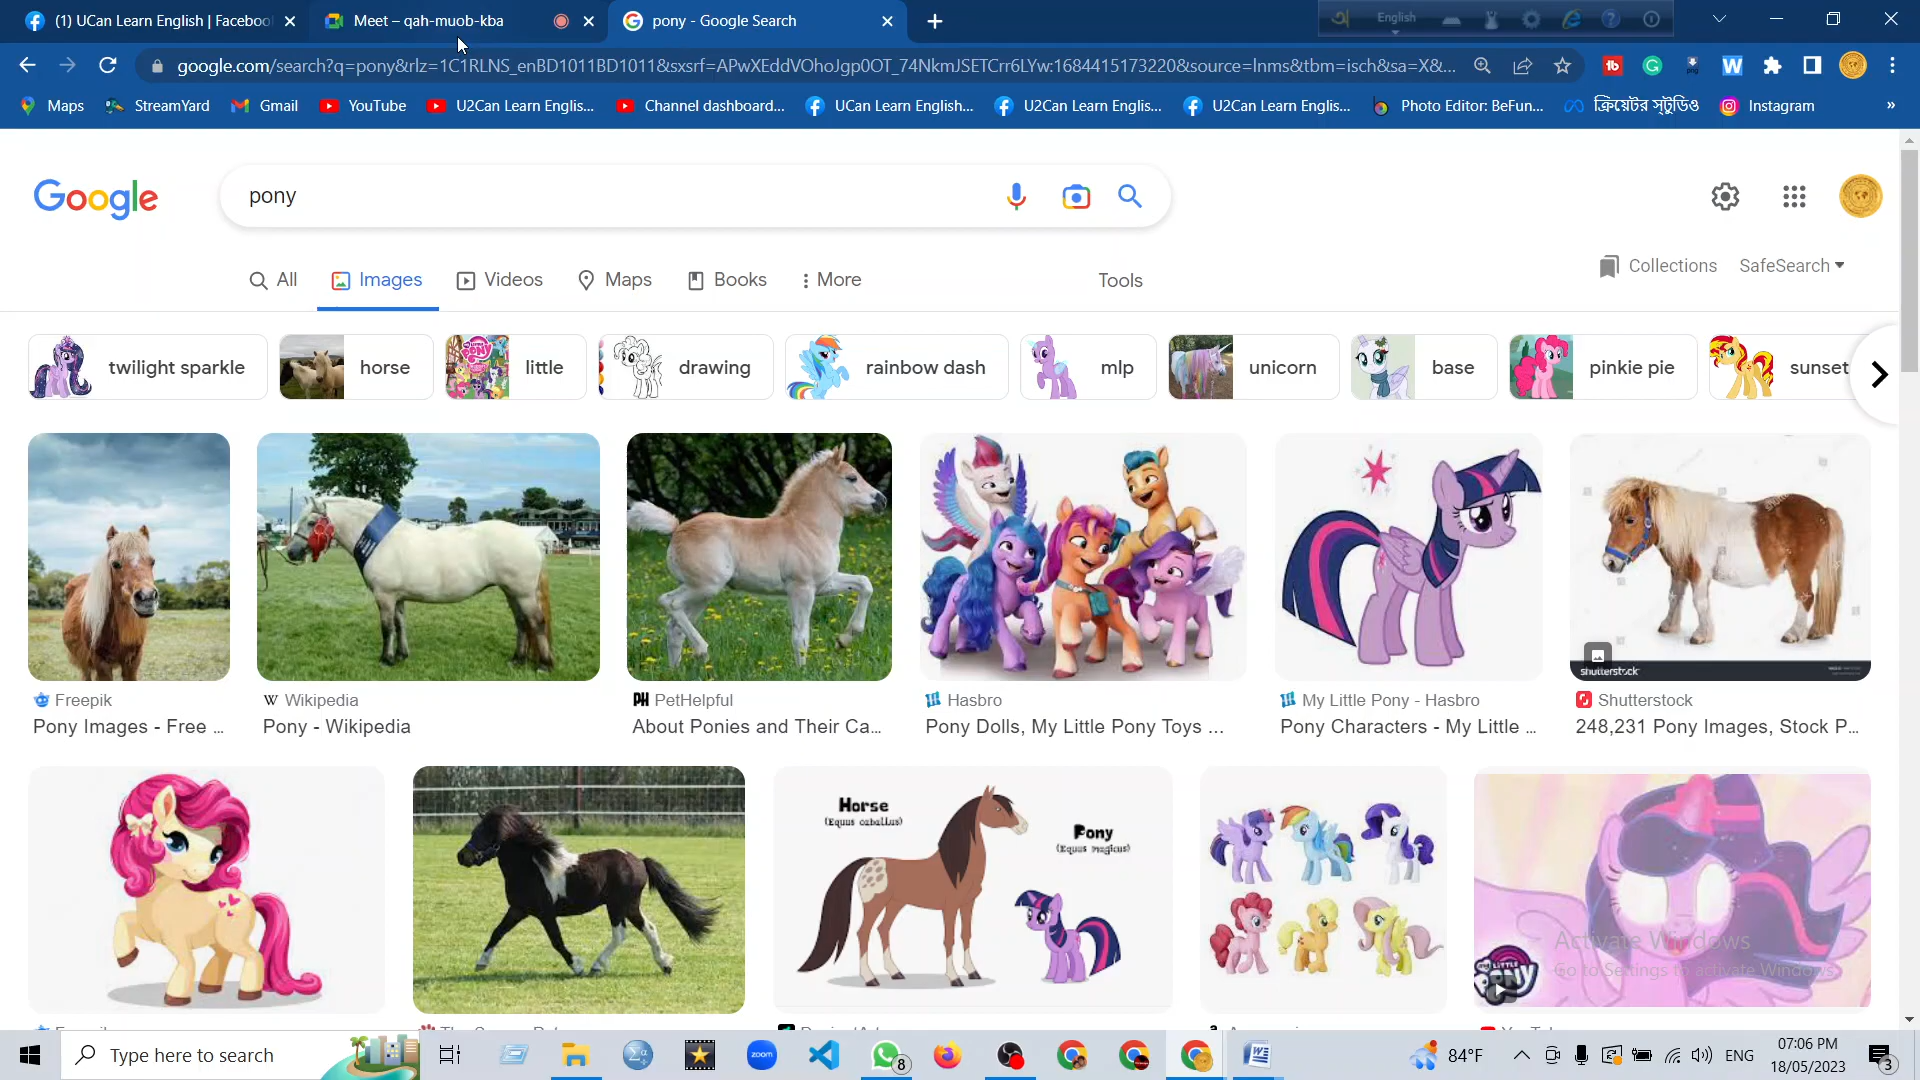 (1) UCan Learn English | Faceboo
Meet – qah-muob-kba
pony - Google Search
English
google.com/search?q=pony&rlz=1C1RLNS_enBD1011BD1011&sxsrf=APwXEddVOhoJgp0OT_74NkmJSETCrr6LYw:1684415173220&source=lnms&tbm=isch&sa=X&...
Maps
StreamYard
Gmail
YouTube
U2Can Learn Englis...
Channel dashboard...
UCan Learn English...
U2Can Learn Englis...
U2Can Learn Englis...
Photo Editor: BeFun...
ক্রিয়েটর স্টুডিও
Instagram
»
Google
pony
All
Images
Videos
Maps
Books
More
Tools
Collections
SafeSearch
twilight sparkle
horse
little
drawing
rainbow dash
mlp
unicorn
base
pinkie pie
sunset
shutterstock
Freepik
Pony Images - Free ...
W Wikipedia
Pony - Wikipedia
PH PetHelpful
About Ponies and Their Ca...
Hasbro
Pony Dolls, My Little Pony Toys ...
My Little Pony - Hasbro
Pony Characters - My Little ...
Shutterstock
248,231 Pony Images, Stock P...
Horse
(Equus caballus)
Pony
(Equus magicus)
Activate Windows
Go to Settings to activate Windows.
PONY
Type here to search
zoom
8
84°F
ENG
07:06 PM
18/05/2023
3